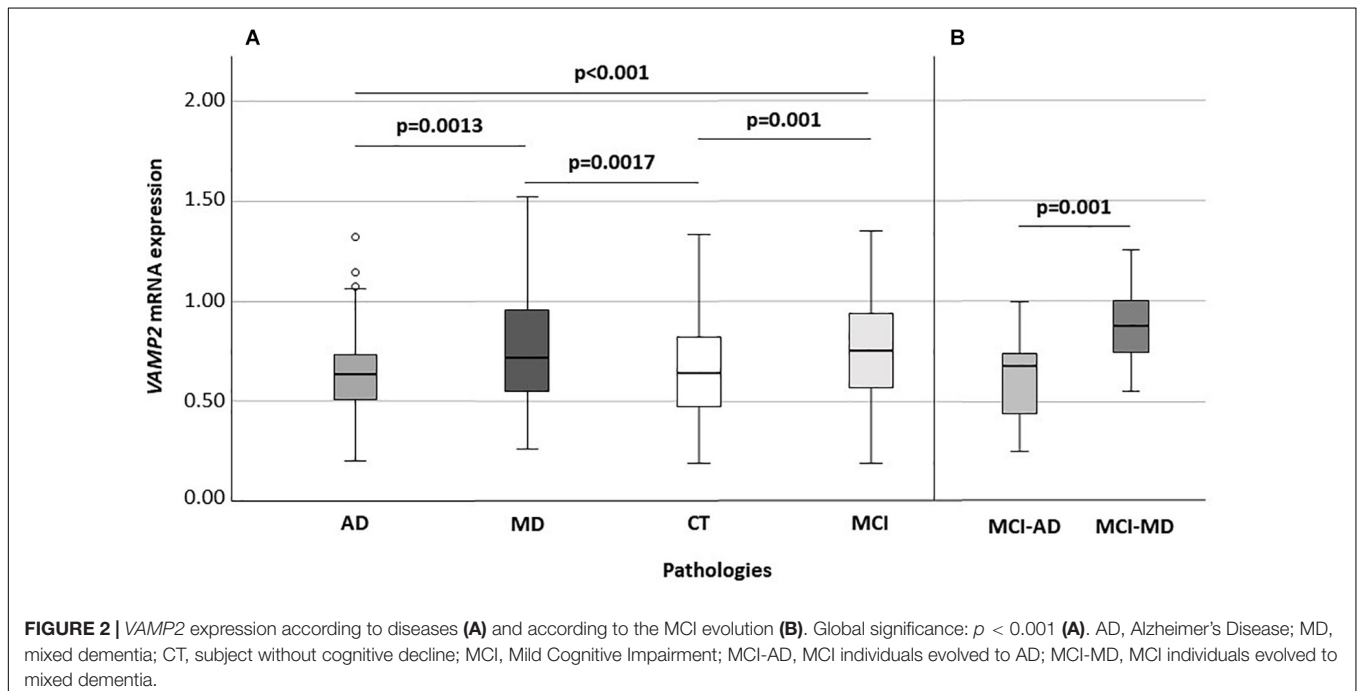 A
B
p<0.001
2.00
p=0.0013
p=0.001
p=0.0017
1.50
p=0.001
1.00
0.50
0.00
VAMP2 mRNA expression
AD
MD
CT
MCI
MCI-AD
MCI-MD
Pathologies
FIGURE 2 | VAMP2 expression according to diseases (A) and according to the MCI evolution (B). Global significance: p < 0.001 (A). AD, Alzheimer's Disease; MD,
mixed dementia; CT, subject without cognitive decline; MCI, Mild Cognitive Impairment; MCI-AD, MCI individuals evolved to AD; MCI-MD, MCI individuals evolved to
mixed dementia.